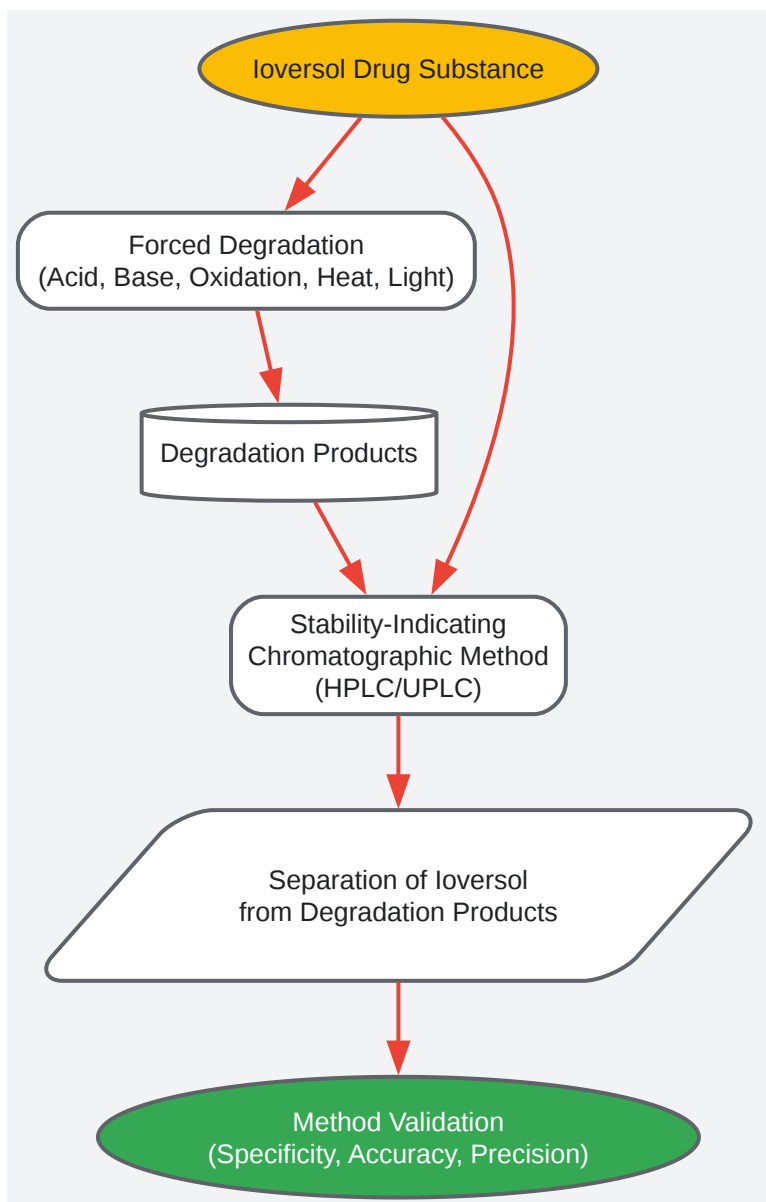 Ioversol Drug Substance
Forced Degradation
(Acid, Base, Oxidation, Heat, Light)
Degradation Products
Stability-Indicating
Chromatographic Method
(HPLC/UPLC)
Separation of Ioversol
from Degradation Products
Method Validation
(Specificity, Accuracy, Precision)